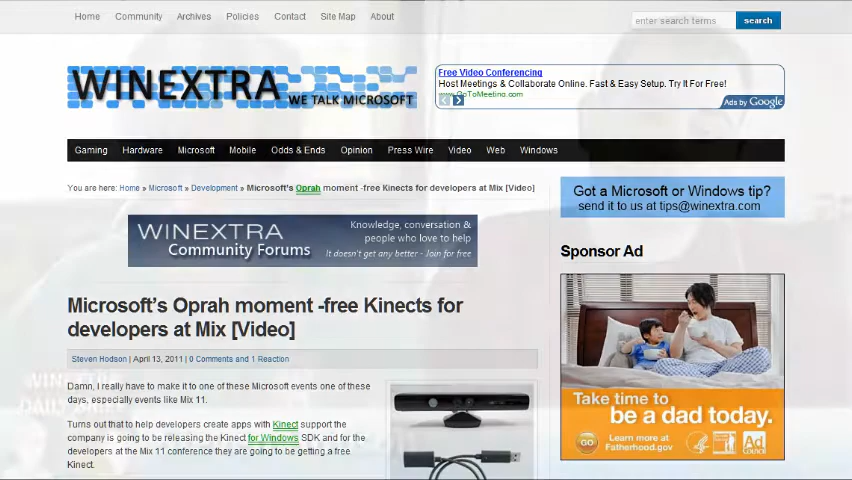 Home Community Archives Policies Contact Site Map About
enter search terms search
WINEXTRA
WE TALK MICROSOFT
Free Video Conferencing
Host Meetings & Collaborate Online. Fast & Easy Setup. Try It For Free!
www.GoToMeeting.com
Ads by Google
Gaming Hardware Microsoft Mobile Odds & Ends Opinion Press Wire Video Web Windows
You are here: Home » Microsoft » Development » Microsoft's Oprah moment -free Kinects for developers at Mix [Video]
Got a Microsoft or Windows tip?
send it to us at tips@winextra.com
WINEXTRA
Community Forums
Knowledge, conversation &
people who love to help
It doesn't get any better - Join for free
Sponsor Ad
Microsoft's Oprah moment -free Kinects for
developers at Mix [Video]
Steven Hodson | April 13, 2011 | 0 Comments and 1 Reaction
Damn, I really have to make it to one of these Microsoft events one of these
days, especially events like Mix 11.
Turns out that to help developers create apps with Kinect support the
company is going to be releasing the Kinect for Windows SDK and for the
developers at the Mix 11 conference they are going to be getting a free
Kinect.
WINEXTRA
DAILY BRIEF
Take time to
be a dad today.
GO
Learn more at
Fatherhood.gov
Ad
COUNCIL